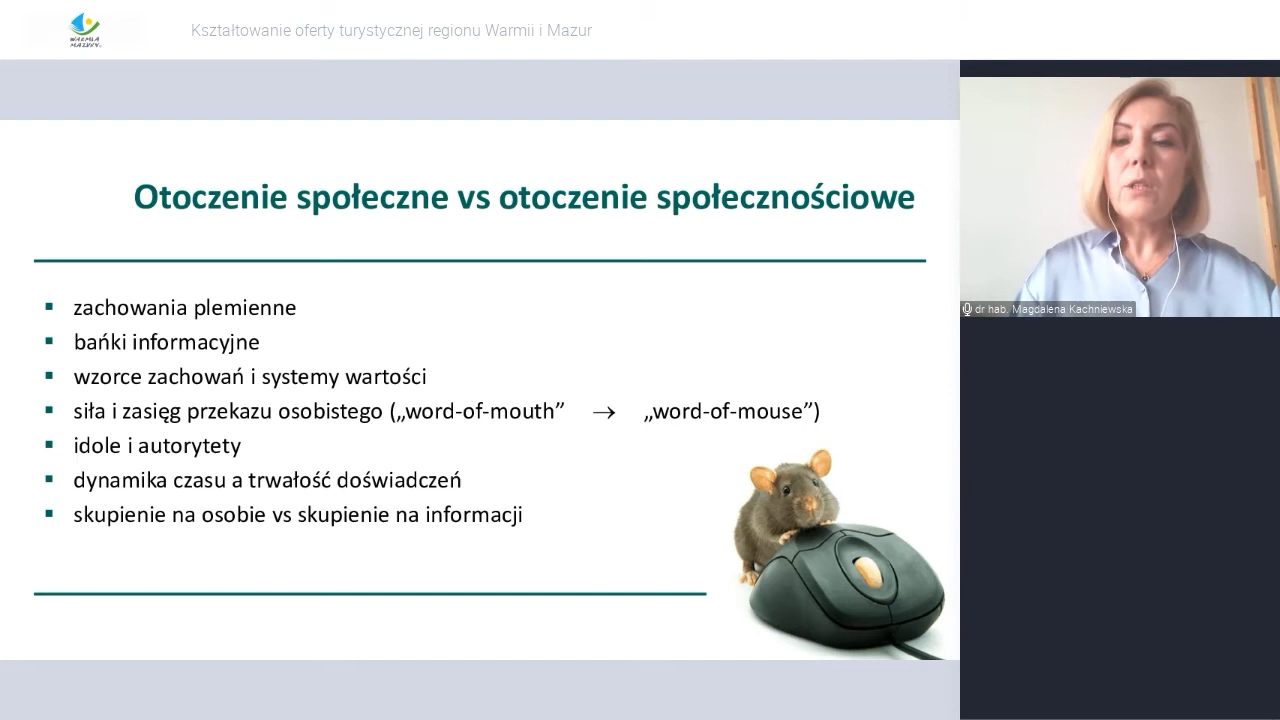 WARMIA
MAZURY
Kształtowanie oferty turystycznej regionu Warmii i Mazur
Otoczenie społeczne vs otoczenie społecznościowe
▪ zachowania plemienne
▪ bańki informacyjne
▪ wzorce zachowań i systemy wartości
▪ siła i zasięg przekazu osobistego („word-of-mouth” → „word-of-mouse”)
▪ idole i autorytety
▪ dynamika czasu a trwałość doświadczeń
▪ skupienie na osobie vs skupienie na informacji
dr hab. Magdalena Kachniewska